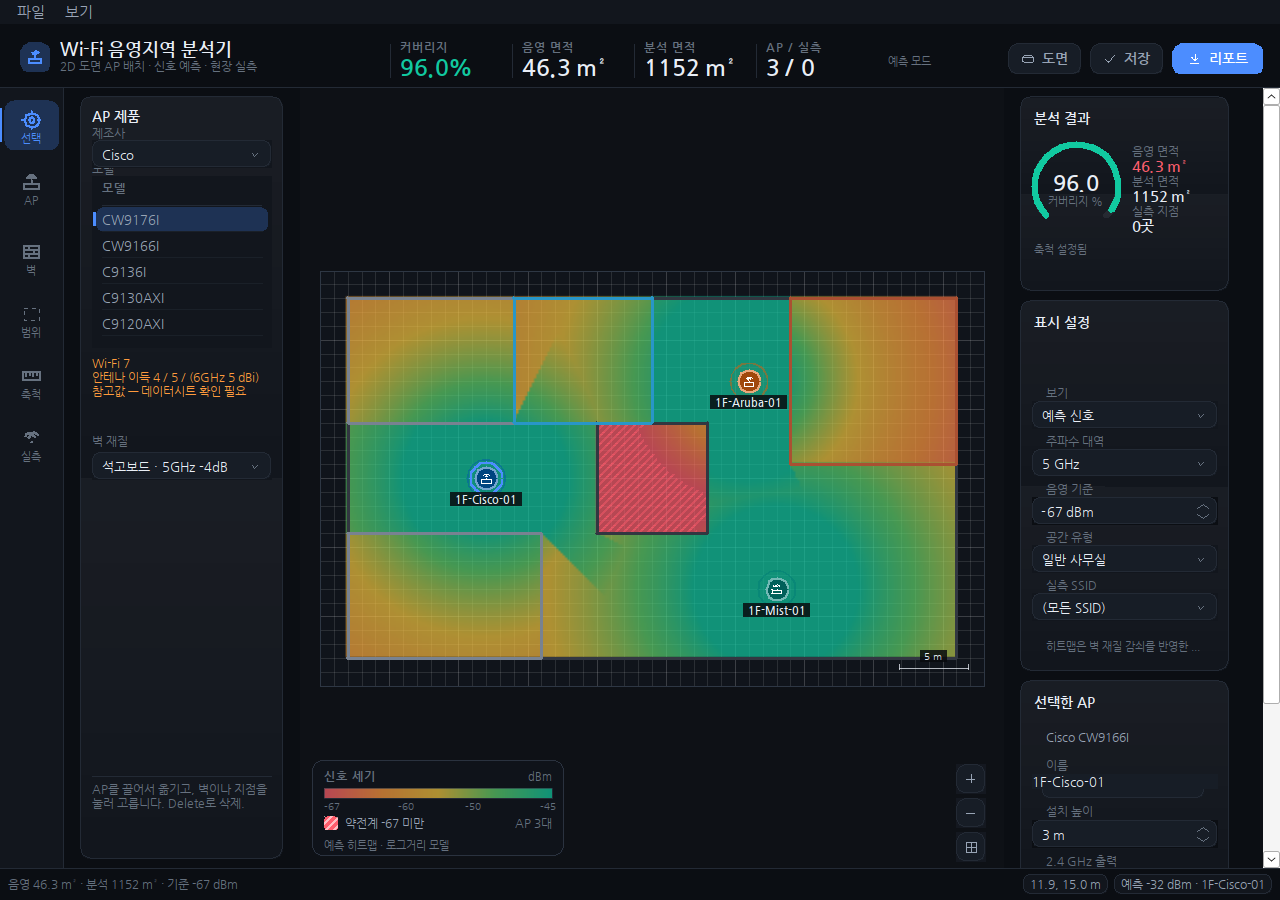 파일 보기
Wi-Fi 음영지역 분석기
2D 도면 AP 배치 · 신호 예측 · 현장 실측
커버리지
96.0%
음영 면적
46.3 m²
분석 면적
1152 m²
AP / 실측
3 / 0
예측 모드
도면
저장
리포트
선택
AP
벽
범위
축척
실측
AP 제품
제조사
Cisco
모델
모델
CW9176I
CW9166I
C9136I
C9130AXI
C9120AXI
Wi-Fi 7
안테나 이득 4 / 5 / (6GHz 5 dBi)
참고값 — 데이터시트 확인 필요
벽 재질
석고보드 · 5GHz -4dB
AP를 끌어서 옮기고, 벽이나 지점을
눌러 고릅니다. Delete로 삭제.
1F-Aruba-01
1F-Cisco-01
1F-Mist-01
5 m
신호 세기 dBm
-67 -60 -50 -45
약전계 -67 미만 AP 3대
예측 히트맵 · 로그거리 모델
분석 결과
96.0
커버리지 %
음영 면적
46.3 m²
분석 면적
1152 m²
실측 지점
0곳
축척 설정됨
표시 설정
보기
예측 신호
주파수 대역
5 GHz
음영 기준
-67 dBm
공간 유형
일반 사무실
실측 SSID
(모든 SSID)
히트맵은 벽 재질 감쇠를 반영한 ...
선택한 AP
Cisco CW9166I
이름
1F-Cisco-01
설치 높이
3 m
2.4 GHz 출력
음영 46.3 m² · 분석 1152 m² · 기준 -67 dBm
11.9, 15.0 m
예측 -32 dBm · 1F-Cisco-01